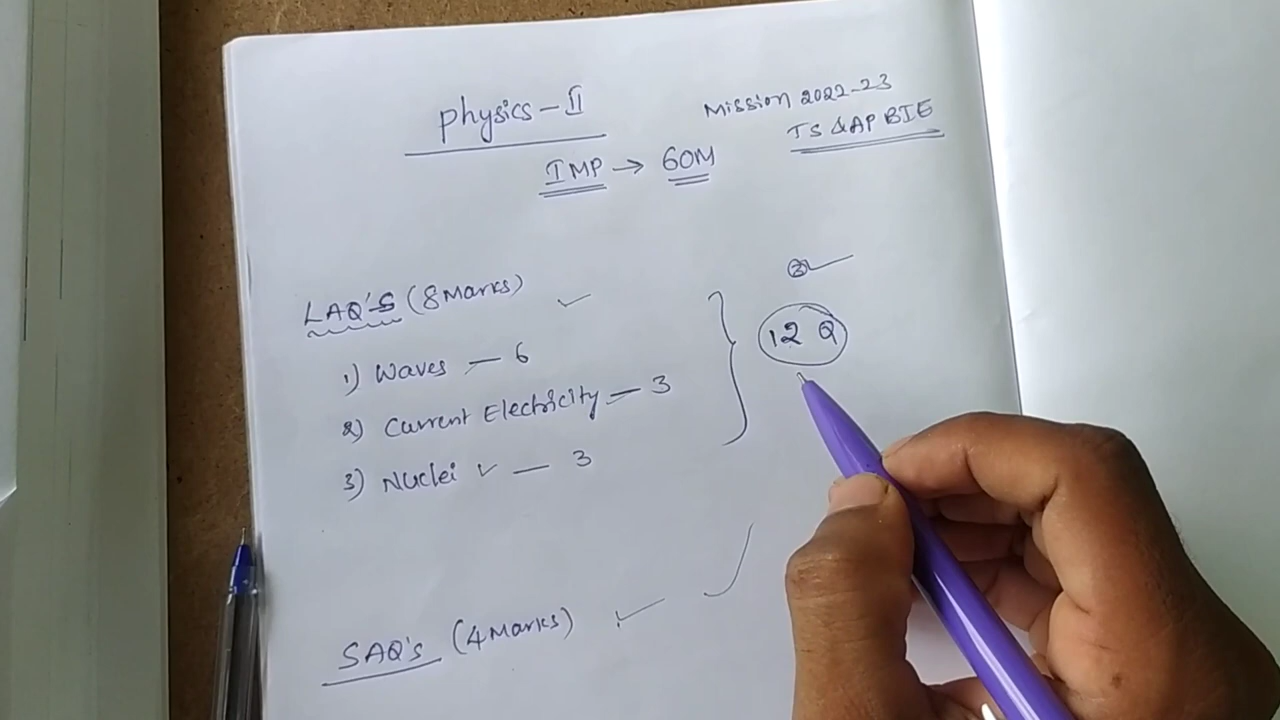 Physics-II
Mission 2022-23
TS & AP BIE
IMP → 60M
LAQ'S (8 Marks)
1) Waves — 6
2) Current Electricity — 3
3) Nuclei ✓ — 3
12 Q
SAQ's (4 Marks)